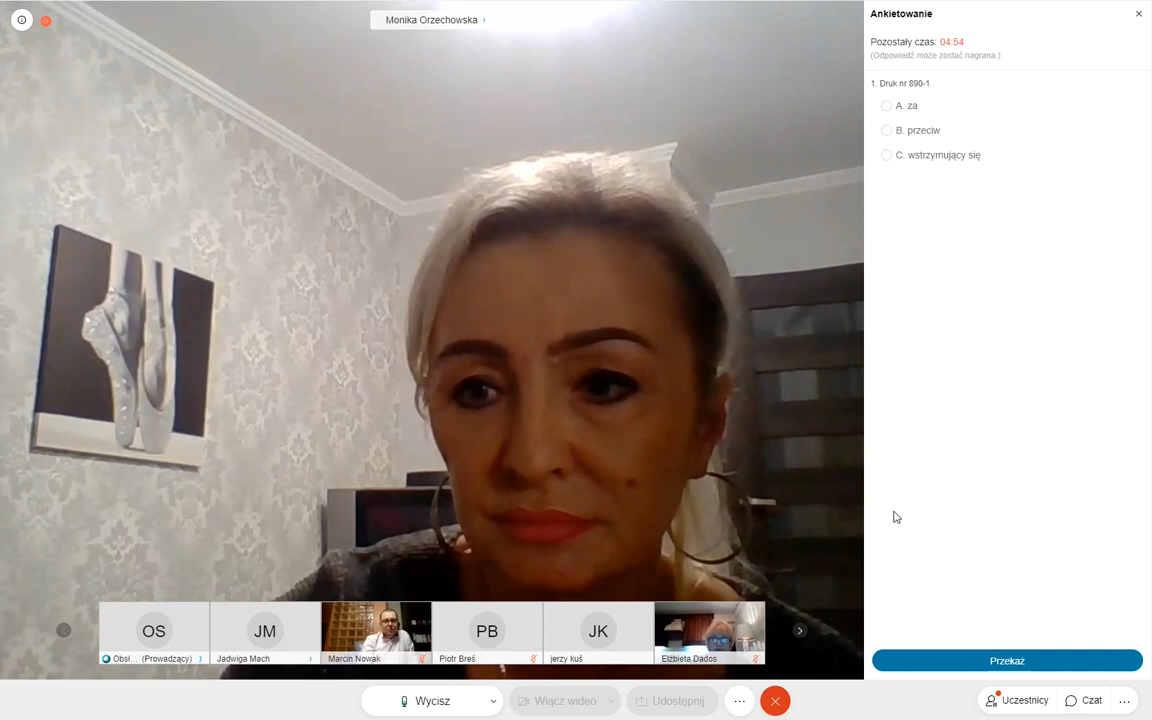 Monika Orzechowska
Ankietowanie
Pozostały czas: 04:54
(Odpowiedź może zostać nagrana.)
1. Druk nr 890-1
A. za
B. przeciw
C. wstrzymujący się
OS
JM
PB
JK
Obsł... (Prowadzący)
Jadwiga Mach
Marcin Nowak
Piotr Breś
jerzy kuś
Elżbieta Dados
Przekaż
Wycisz
Włącz wideo
Udostępnij
Uczestnicy
Czat